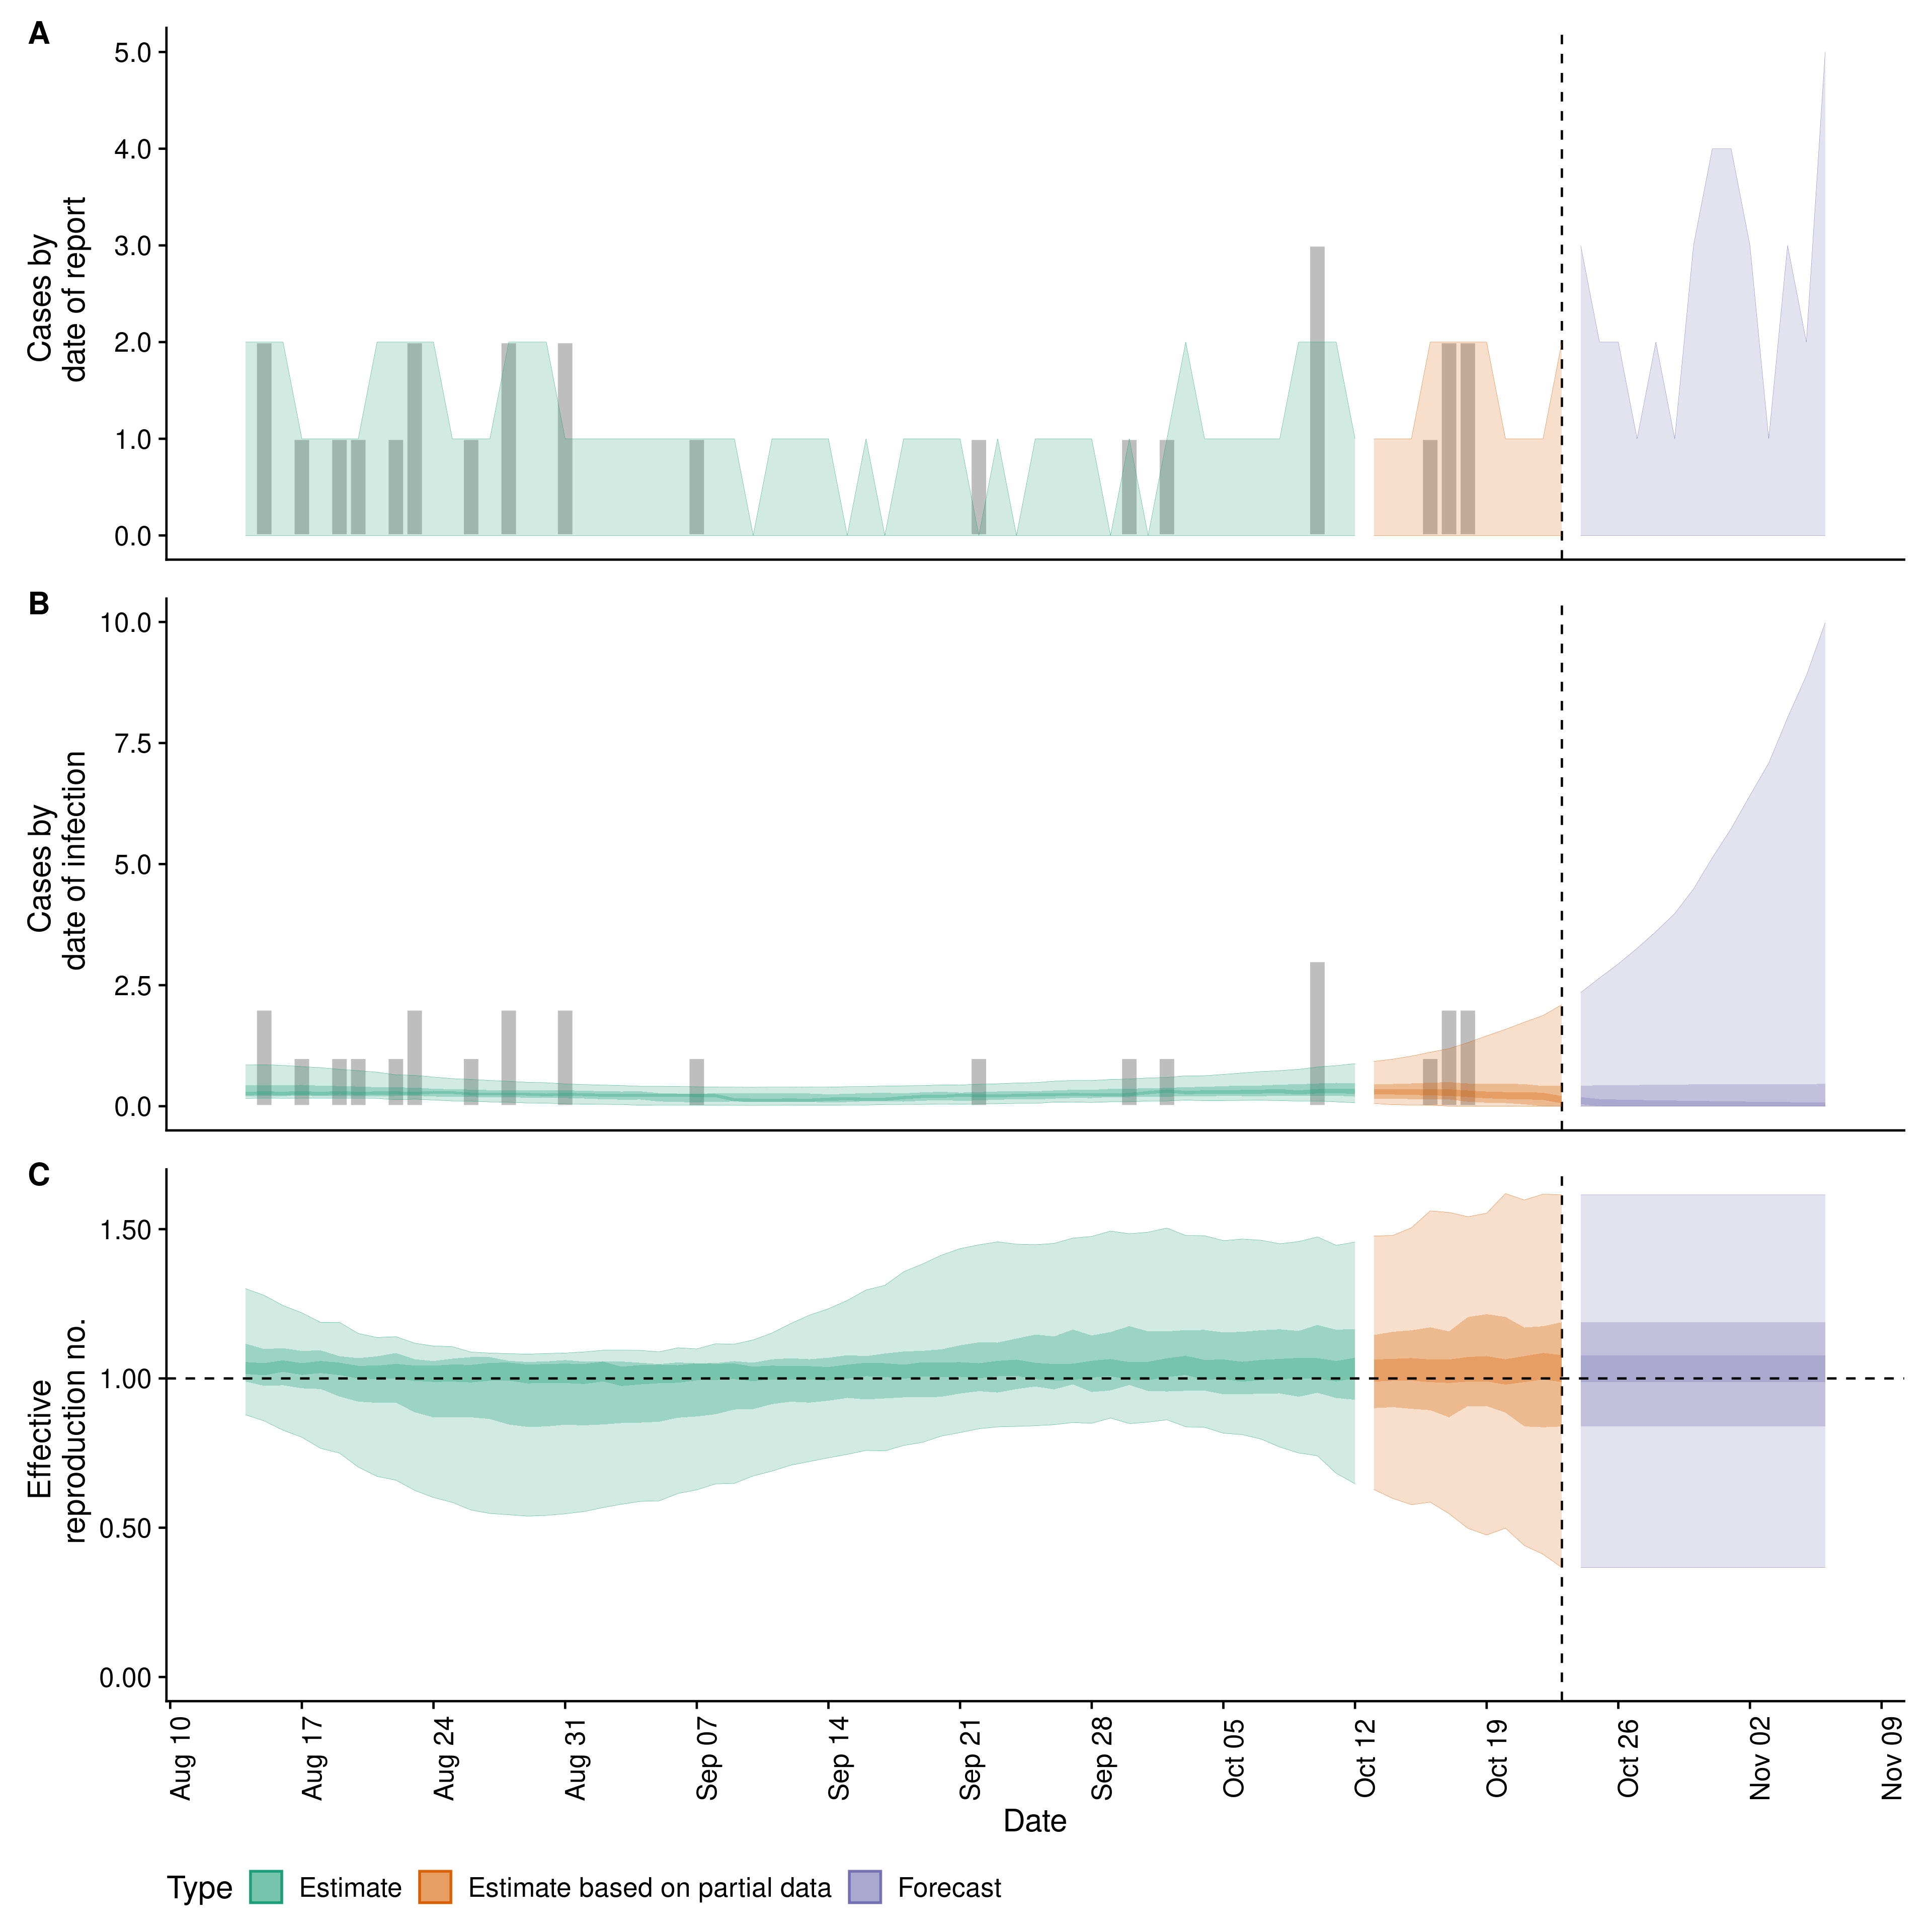 A
5.0
4.0
3.0
2.0
1.0
0.0
Cases by
date of report
B
10.0
7.5
5.0
2.5
0.0
Cases by
date of infection
C
1.50
1.00
0.50
0.00
Effective
reproduction no.
Aug 10
Aug 17
Aug 24
Aug 31
Sep 07
Sep 14
Sep 21
Sep 28
Oct 05
Oct 12
Oct 19
Oct 26
Nov 02
Nov 09
Date
Type
Estimate
Estimate based on partial data
Forecast